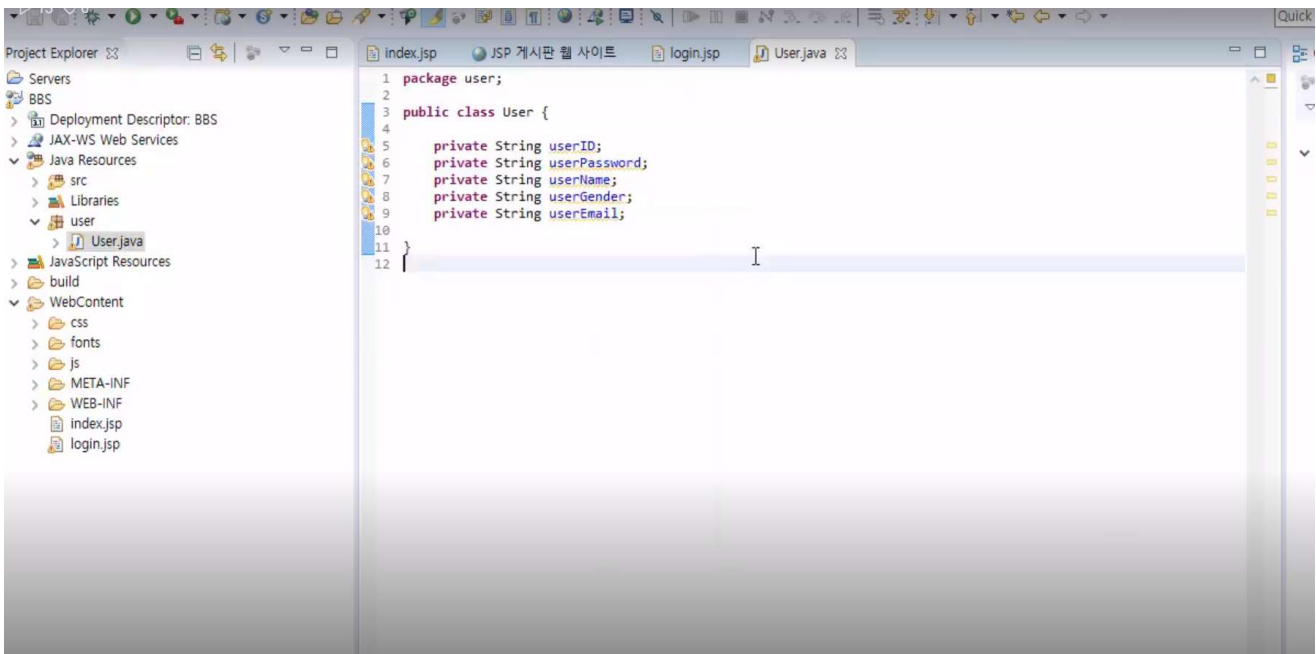 Quick
Project Explorer
Servers
BBS
Deployment Descriptor: BBS
JAX-WS Web Services
Java Resources
src
Libraries
user
User.java
JavaScript Resources
build
WebContent
css
fonts
js
META-INF
WEB-INF
index.jsp
login.jsp
index.jsp
JSP 게시판 웹 사이트
login.jsp
User.java
1 package user;
2
3 public class User {
4
5 private String userID;
6 private String userPassword;
7 private String userName;
8 private String userGender;
9 private String userEmail;
10
11 }
12